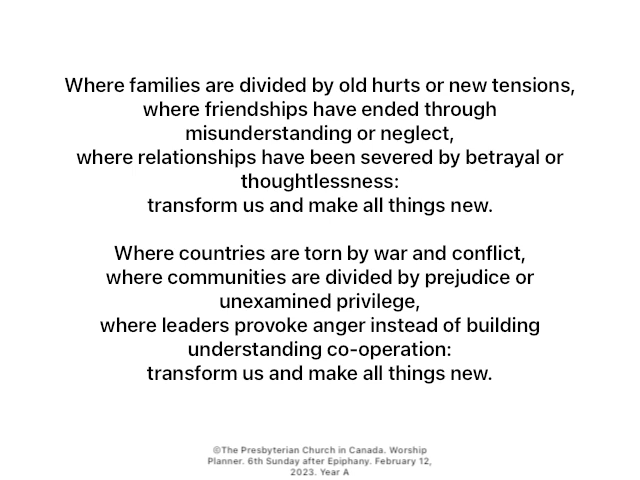 Where families are divided by old hurts or new tensions,
where friendships have ended through
misunderstanding or neglect,
where relationships have been severed by betrayal or
thoughtlessness:
transform us and make all things new.
Where countries are torn by war and conflict,
where communities are divided by prejudice or
unexamined privilege,
where leaders provoke anger instead of building
understanding co-operation:
transform us and make all things new.
©The Presbyterian Church in Canada. Worship
Planner. 6th Sunday after Epiphany. February 12,
2023. Year A